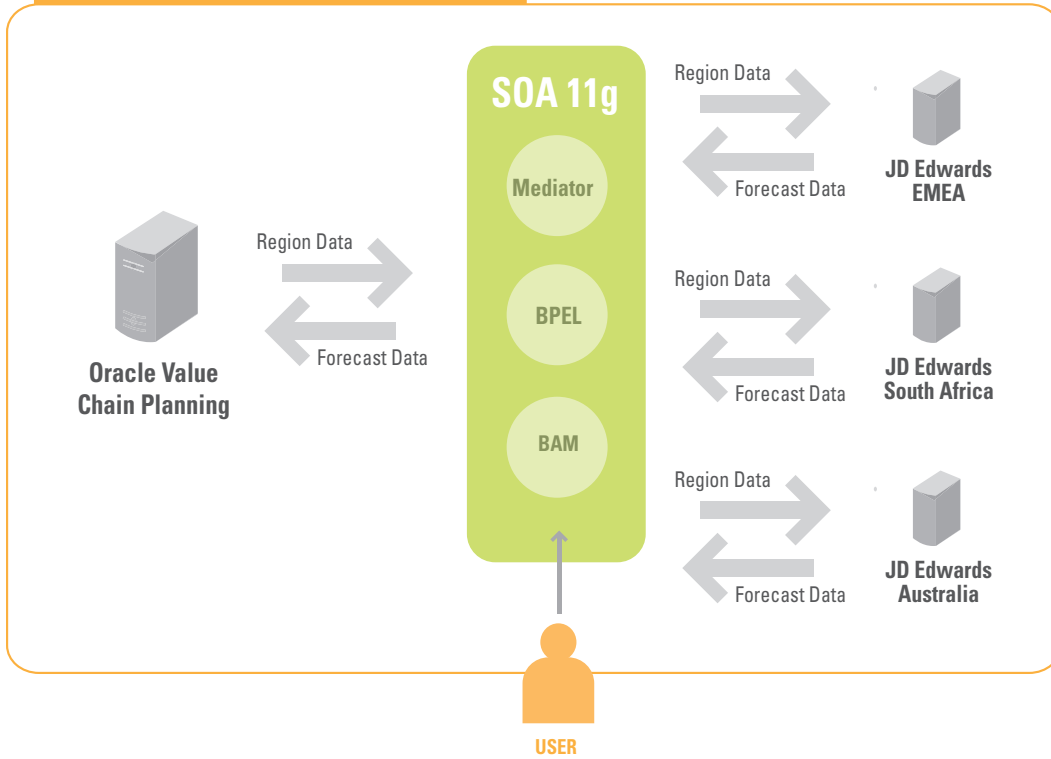 SOA 11g
Mediator
BPEL
BAM
Region Data
Forecast Data
Oracle Value
Chain Planning
Region Data
Forecast Data
JD Edwards
EMEA
Region Data
Forecast Data
JD Edwards
South Africa
Region Data
Forecast Data
JD Edwards
Australia
USER